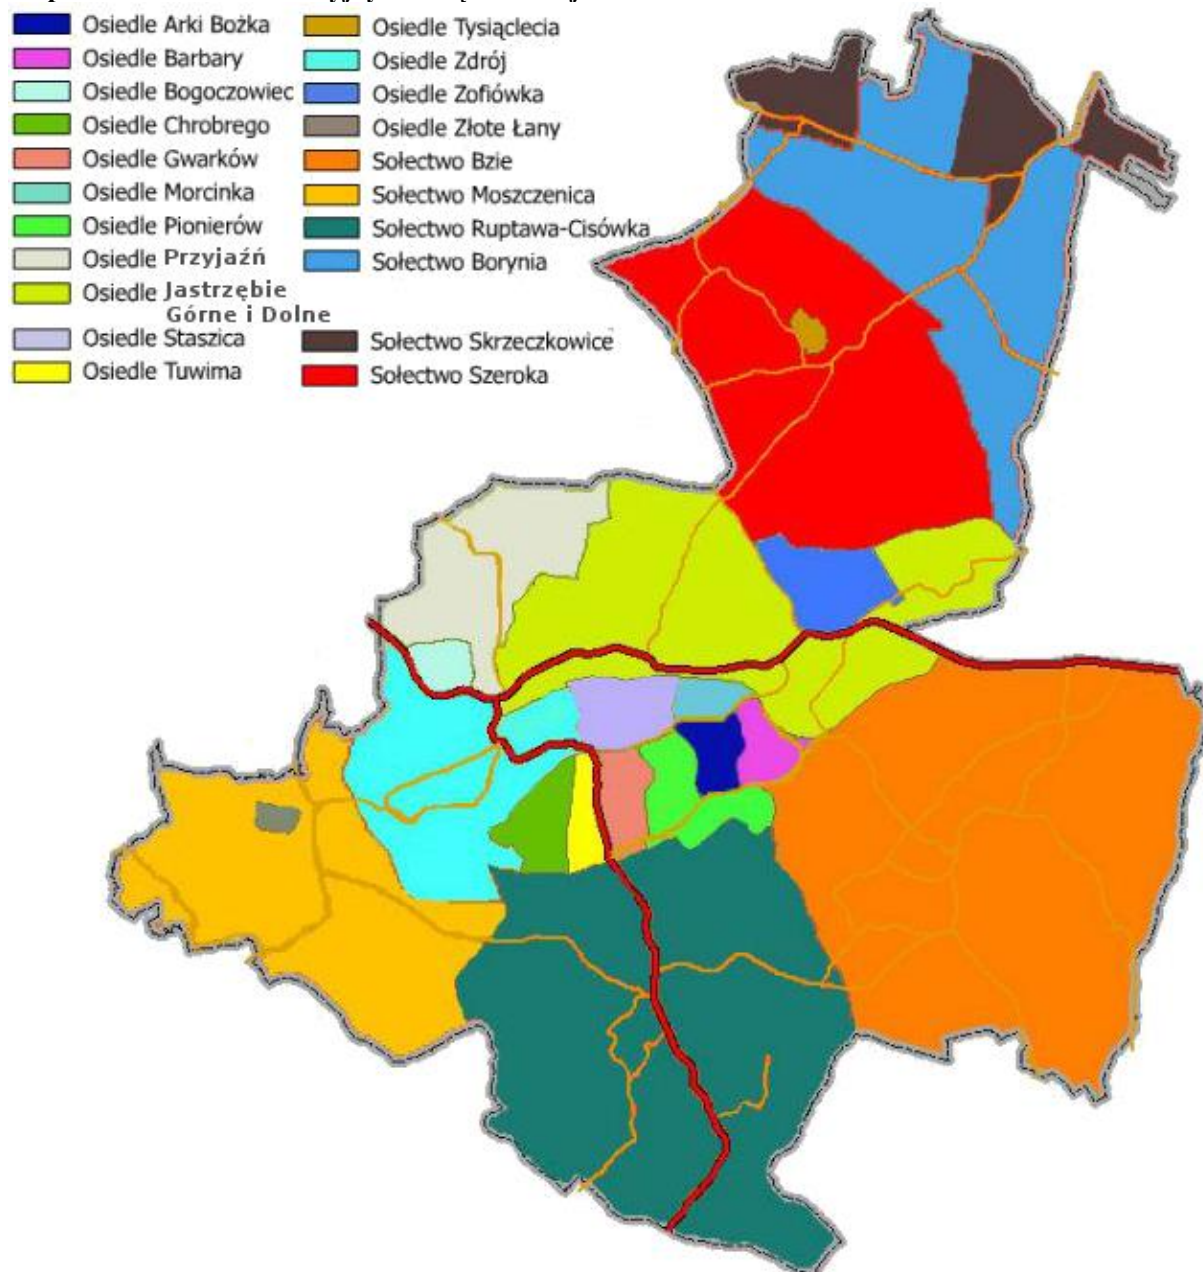 Osiedle Arki Bożka
Osiedle Barbary
Osiedle Bogoczowiec
Osiedle Chrobrego
Osiedle Gwarków
Osiedle Morcinka
Osiedle Pionierów
Osiedle Przyjaźń
Osiedle Jastrzębie
Górne i Dolne
Osiedle Staszica
Osiedle Tuwima
Osiedle Tysiąclecia
Osiedle Zdrój
Osiedle Zofiówka
Osiedle Złote Łany
Sołectwo Bzie
Sołectwo Moszczenica
Sołectwo Ruptawa-Cisówka
Sołectwo Borynia
Sołectwo Skrzeczkowice
Sołectwo Szeroka